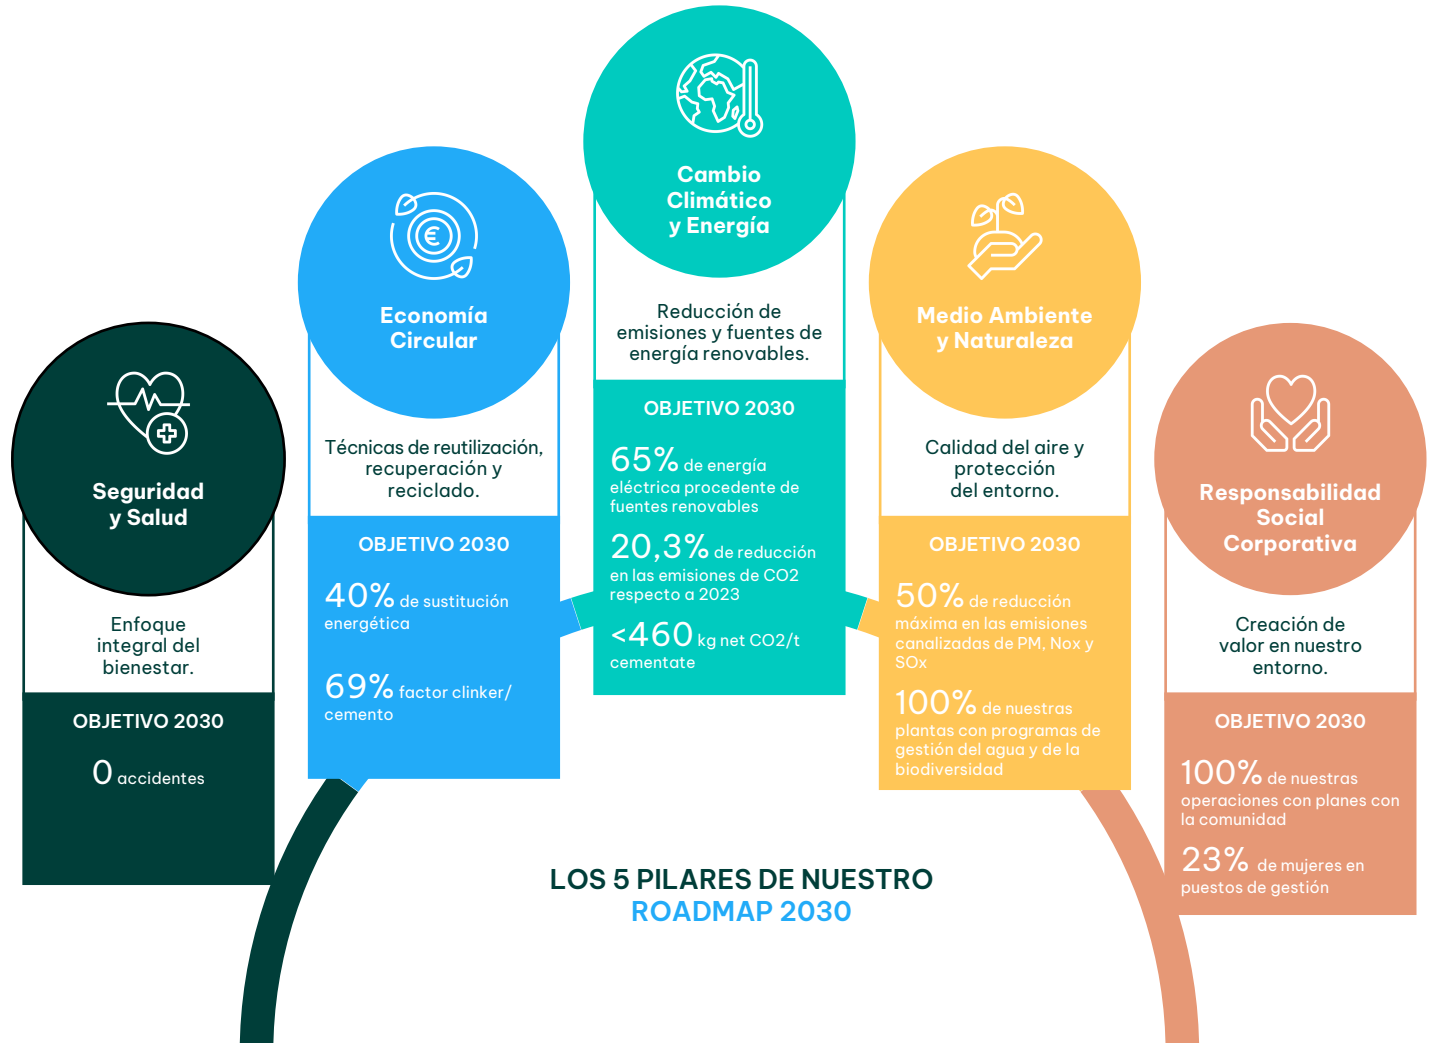 Seguridad
y Salud
Enfoque
integral del
bienestar.
OBJETIVO 2030
0 accidentes
Economía
Circular
Técnicas de reutilización,
recuperación y
reciclado.
OBJETIVO 2030
40% de sustitución
energética
69% factor clinker/
cemento
Cambio
Climático
y Energía
Reducción de
emisiones y fuentes de
energía renovables.
OBJETIVO 2030
65% de energía
eléctrica procedente de
fuentes renovables
20,3% de reducción
en las emisiones de CO2
respecto a 2023
<460 kg net CO2/t
cementate
Medio Ambiente
y Naturaleza
Calidad del aire y
protección
del entorno.
OBJETIVO 2030
50% de reducción
máxima en las emisiones
canalizadas de PM, Nox y
SOx
100% de nuestras
plantas con programas de
gestión del agua y de la
biodiversidad
Responsabilidad
Social
Corporativa
Creación de
valor en nuestro
entorno.
OBJETIVO 2030
100% de nuestras
operaciones con planes con
la comunidad
23% de mujeres en
puestos de gestión
LOS 5 PILARES DE NUESTRO
ROADMAP 2030